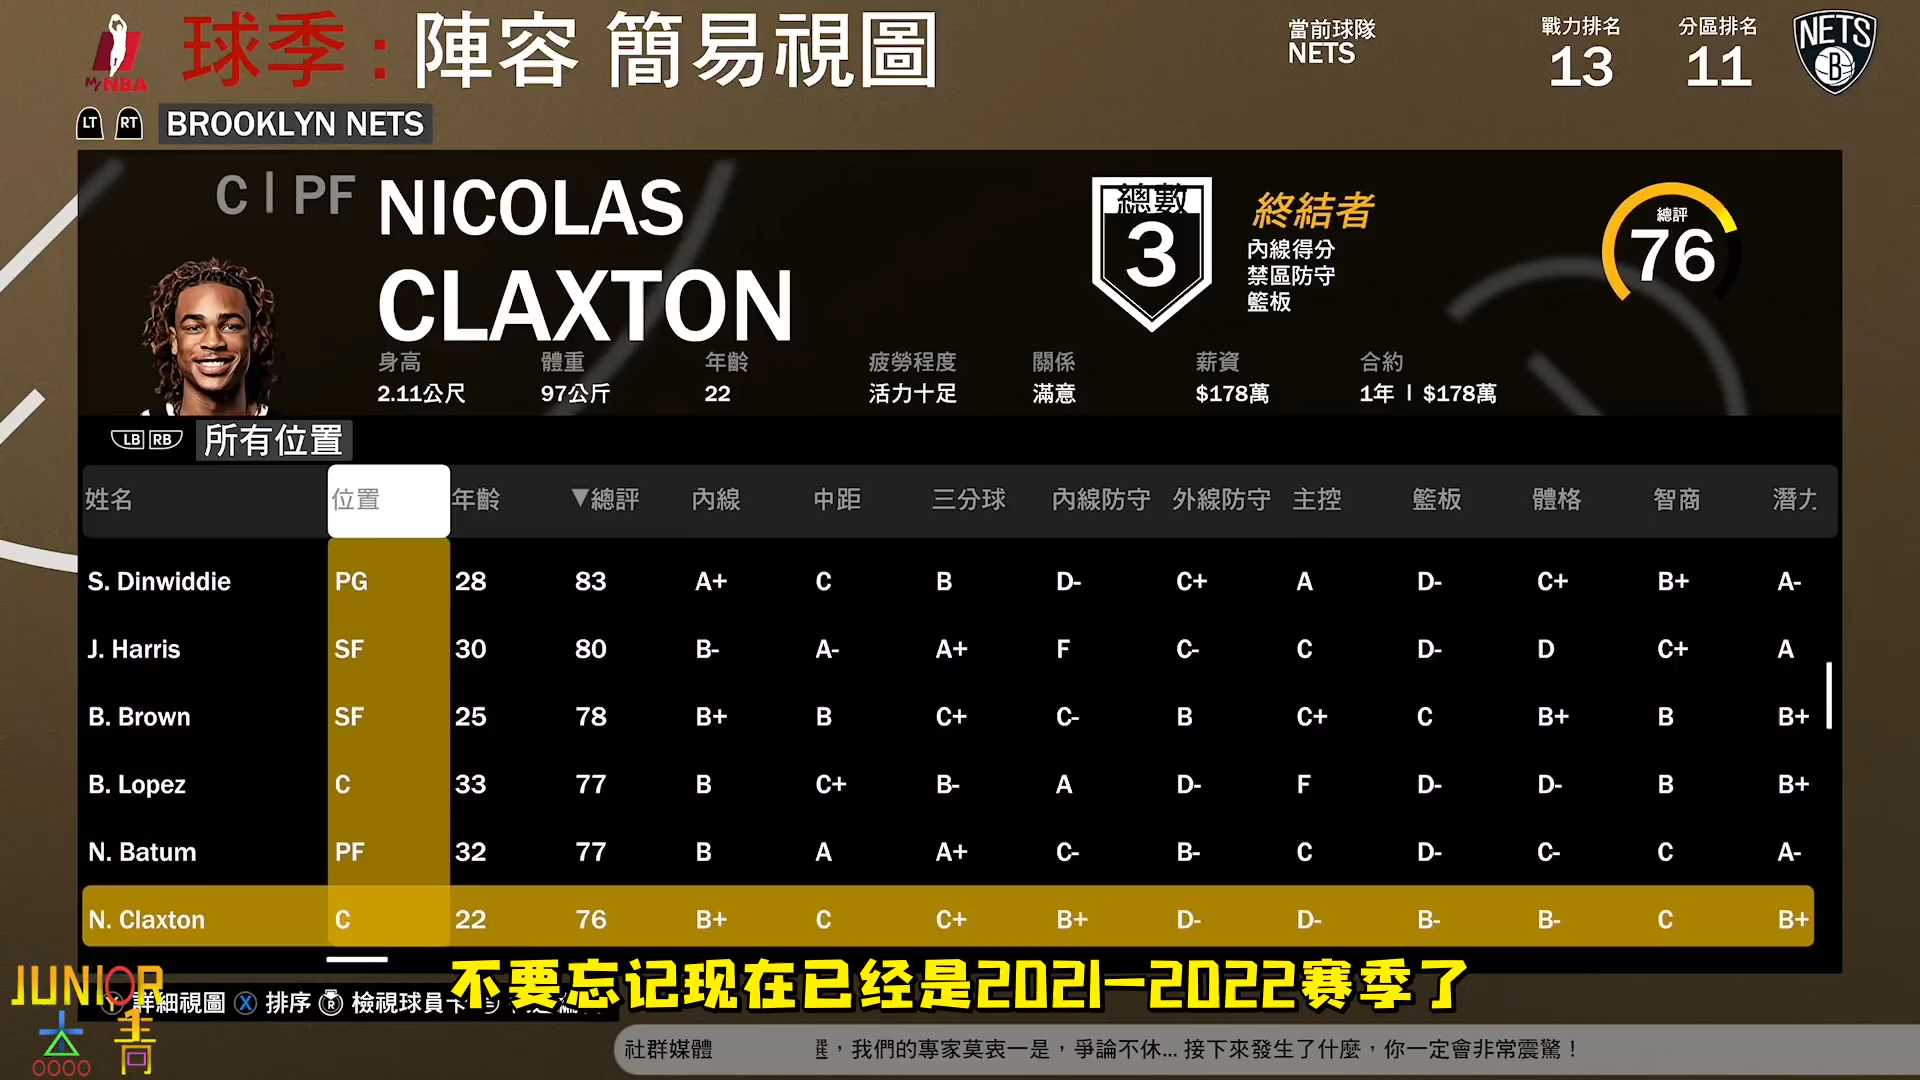 球季：陣容 簡易視圖
當前球隊
NETS
戰力排名
13
分區排名
11
NETS
B
My NBA
LT RT BROOKLYN NETS
C | PF
NICOLAS
CLAXTON
總數
3
終結者
內線得分
禁區防守
籃板
總評
76
身高 體重 年齡 疲勞程度 關係 薪資 合約
2.11公尺 97公斤 22 活力十足 滿意 $178萬 1年 | $178萬
LB RB 所有位置
姓名 位置 年齡 ▼總評 內線 中距 三分球 內線防守 外線防守 主控 籃板 體格 智商 潛力
S. Dinwiddie PG 28 83 A+ C B D- C+ A D- C+ B+ A-
J. Harris SF 30 80 B- A- A+ F C- C D- D C+ A
B. Brown SF 25 78 B+ B C+ C- B C+ C B+ B B+
B. Lopez C 33 77 B C+ B- A D- F D- D- B B+
N. Batum PF 32 77 B A A+ C- B- C D- C- C A-
N. Claxton C 22 76 B+ C C+ B+ D- D- B- B- C B+
不要忘记现在已经是2021-2022赛季了
JUNIOR
Y 詳細視圖 X 排序 R 檢視球員卡
社群媒體
，我們的專家莫衷一是，爭論不休... 接下來發生了什麼，你一定會非常震驚！